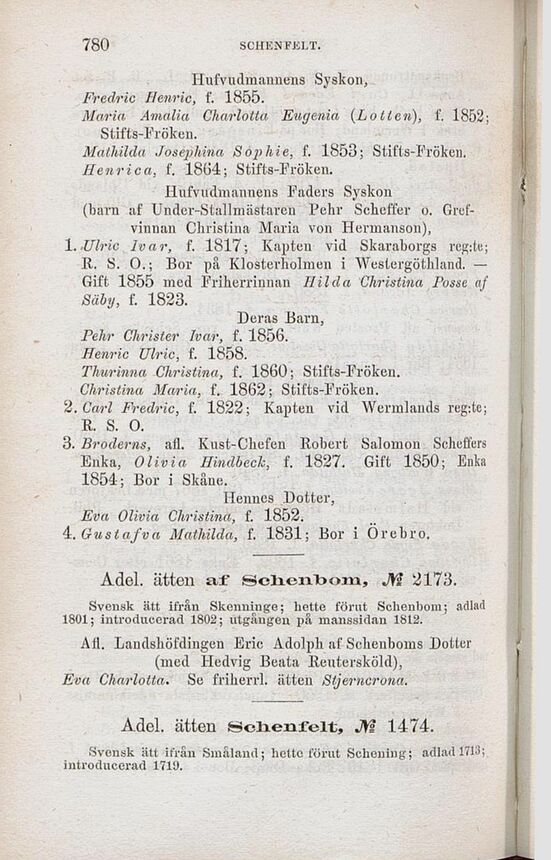 780 SCHENFELT.
Hufvudmannens Syskon,
Fredric Henric, f. 1855.
Maria Amalia Charlotta Eugenia (Lotten), f. 1852;
Stifts-Fröken.
Mathilda Josephina Sophie, f. 1853; Stifts-Fröken.
Henrica, f. 1864; Stifts-Fröken.
Hufvudmannens Faders Syskon
(barn af Under-Stallmästaren Pehr Scheffer o. Gref-
vinnan Christina Maria von Hermanson),
1. Ulric Ivar, f. 1817; Kapten vid Skaraborgs reg:te;
R. S. O.; Bor på Klosterholmen i Westergöthland. —
Gift 1855 med Friherrinnan Hilda Christina Posse af
Säby, f. 1823.
Deras Barn,
Pehr Christer Ivar, f. 1856.
Henric Ulric, f. 1858.
Thurinna Christina, f. 1860; Stifts-Fröken.
Christina Maria, f. 1862; Stifts-Fröken.
2. Carl Fredric, f. 1822; Kapten vid Wermlands reg:te;
R. S. O.
3. Broderns, afl. Kust-Chefen Robert Salomon Scheffers
Enka, Olivia Hindbeck, f. 1827. Gift 1850; Enka
1854; Bor i Skåne.
Hennes Dotter,
Eva Olivia Christina, f. 1852.
4. Gustafva Mathilda, f. 1831; Bor i Örebro.
Adel. ätten af Schenbom, № 2173.
Svensk ätt ifrån Skenninge; hette förut Schenbom; adlad
1801; introducerad 1802; utgången på manssidan 1812.
Afl. Landshöfdingen Eric Adolph af Schenboms Dotter
(med Hedvig Beata Reutersköld),
Eva Charlotta. Se friherrl. ätten Stjerncrona.
Adel. ätten Schenfelt, № 1474.
Svensk ätt ifrån Småland; hette förut Schening; adlad 1713;
introducerad 1719.